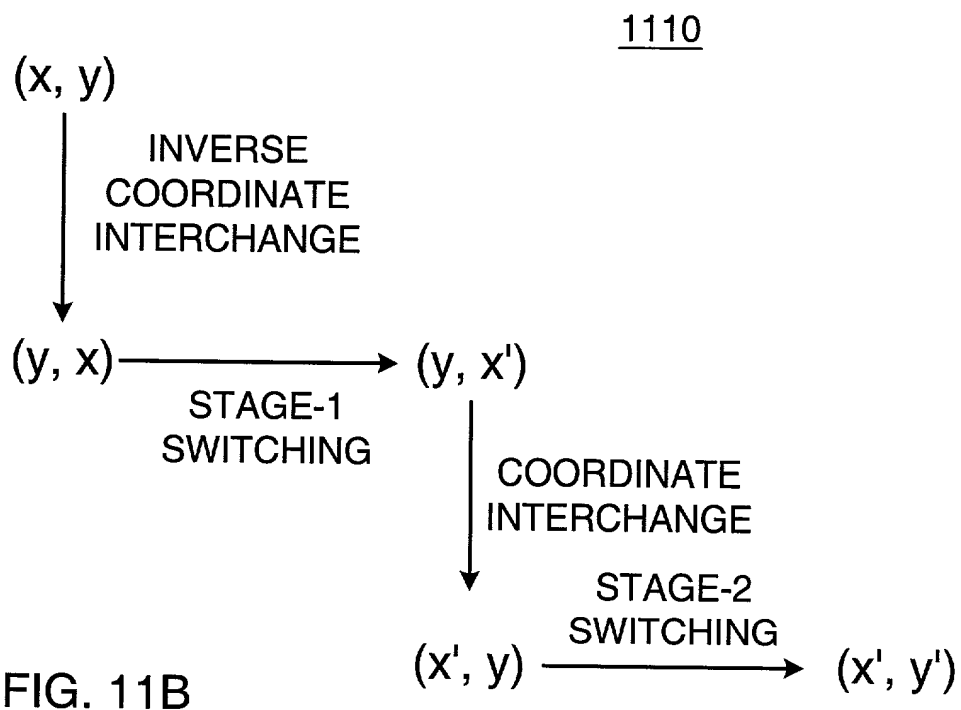 1110
(x, y)
INVERSE
COORDINATE
INTERCHANGE
(y, x)
(y, x')
STAGE-1
SWITCHING
COORDINATE
INTERCHANGE
STAGE-2
SWITCHING
(x', y)
(x', y')
FIG. 11B